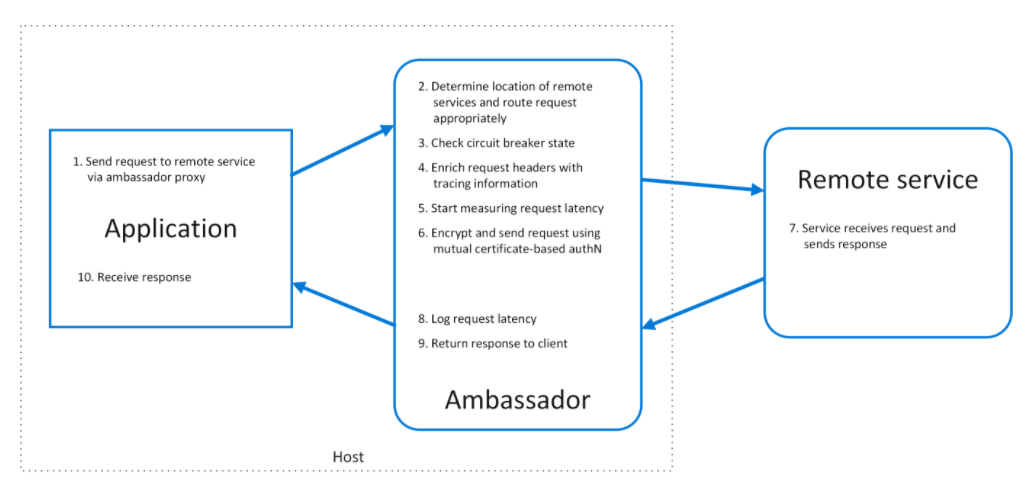 1. Send request to remote service
via ambassador proxy
Application
10. Receive response
2. Determine location of remote
services and route request
appropriately
3. Check circuit breaker state
4. Enrich request headers with
tracing information
5. Start measuring request latency
6. Encrypt and send request using
mutual certificate-based authN
8. Log request latency
9. Return response to client
Ambassador
Remote service
7. Service receives request and
sends response
Host